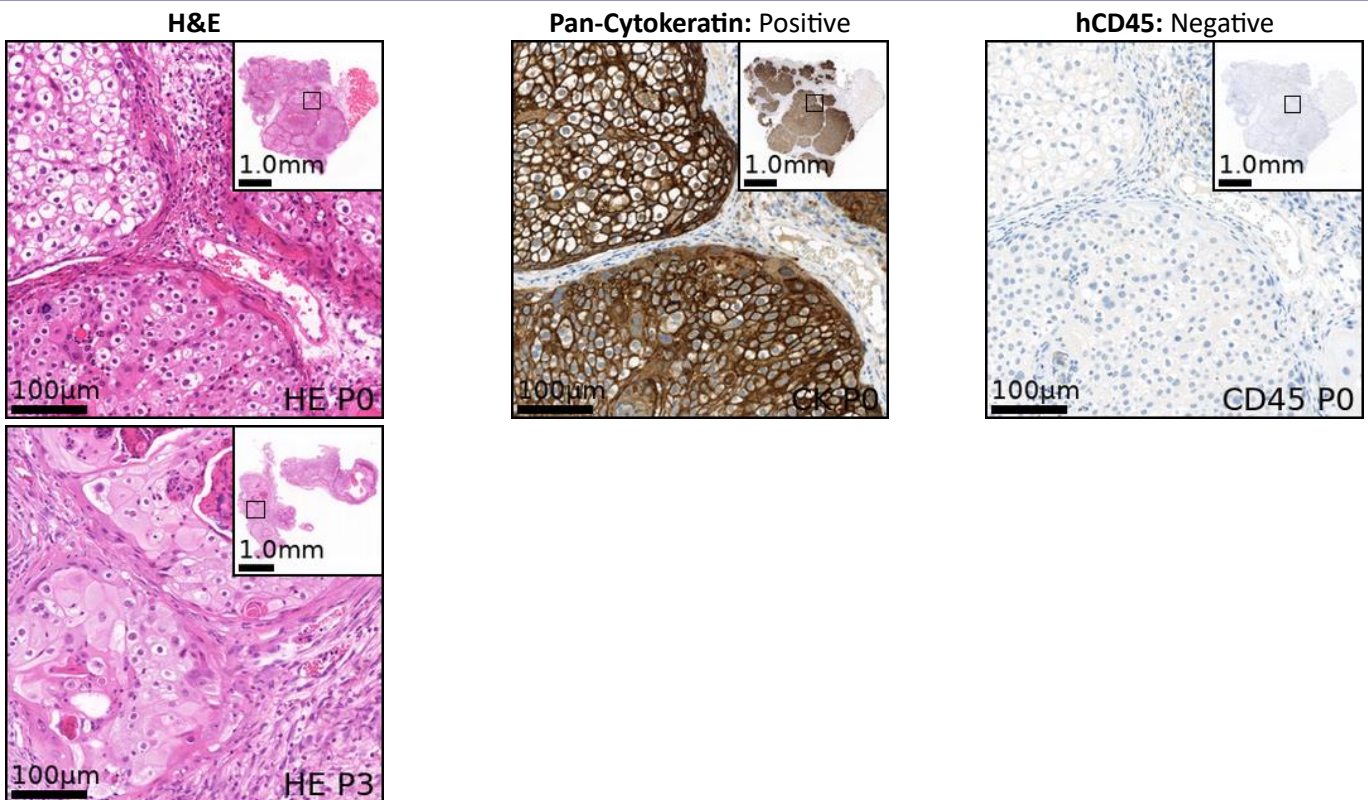 H&E
Pan-Cytokeratin: Positive
hCD45: Negative
1.0mm
100µm
HE P0
1.0mm
100µm
CK P0
1.0mm
100µm
CD45 P0
1.0mm
100µm
HE P3